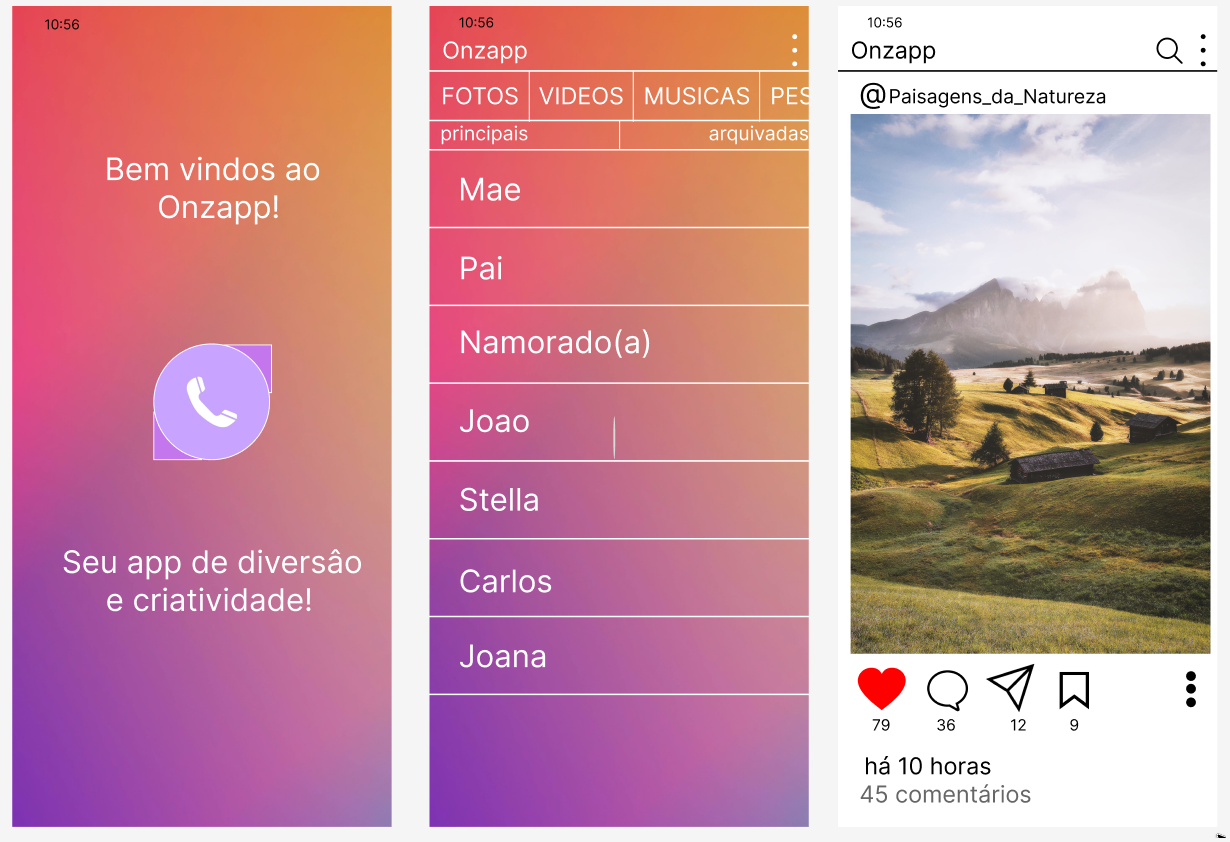 10:56
Bem vindos ao
Onzapp!
Seu app de diversâo
e criatividade!
10:56
Onzapp
FOTOS VIDEOS MUSICAS PES
principais arquivadas
Mae
Pai
Namorado(a)
Joao
Stella
Carlos
Joana
10:56
Onzapp
@Paisagens_da_Natureza
79 36 12 9
há 10 horas
45 comentários